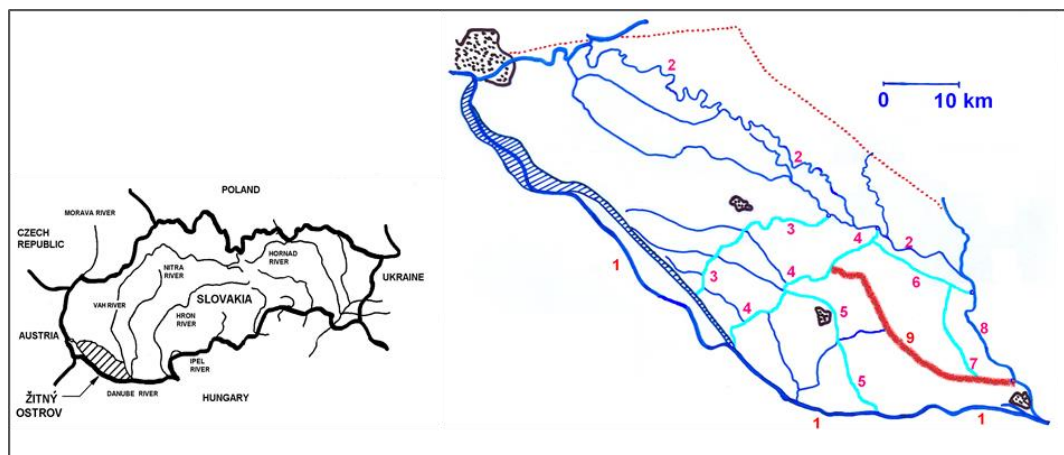 POLAND
MORAVA RIVER
CZECH
REPUBLIC
HORNAD
RIVER
NITRA
RIVER
UKRAINE
VAH RIVER
SLOVAKIA
HRON
RIVER
AUSTRIA
IPEL
RIVER
ŽITNÝ
OSTROV
DANUBE RIVER
HUNGARY
2
0 10 km
2
3
4
2
1
3
4
6
4
5
9
8
7
5
1
1